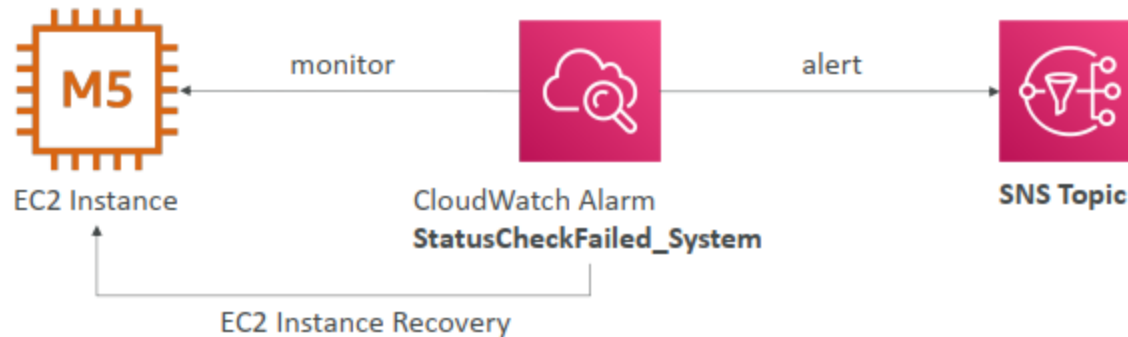 M5
monitor
alert
EC2 Instance
CloudWatch Alarm
StatusCheckFailed_System
SNS Topic
EC2 Instance Recovery